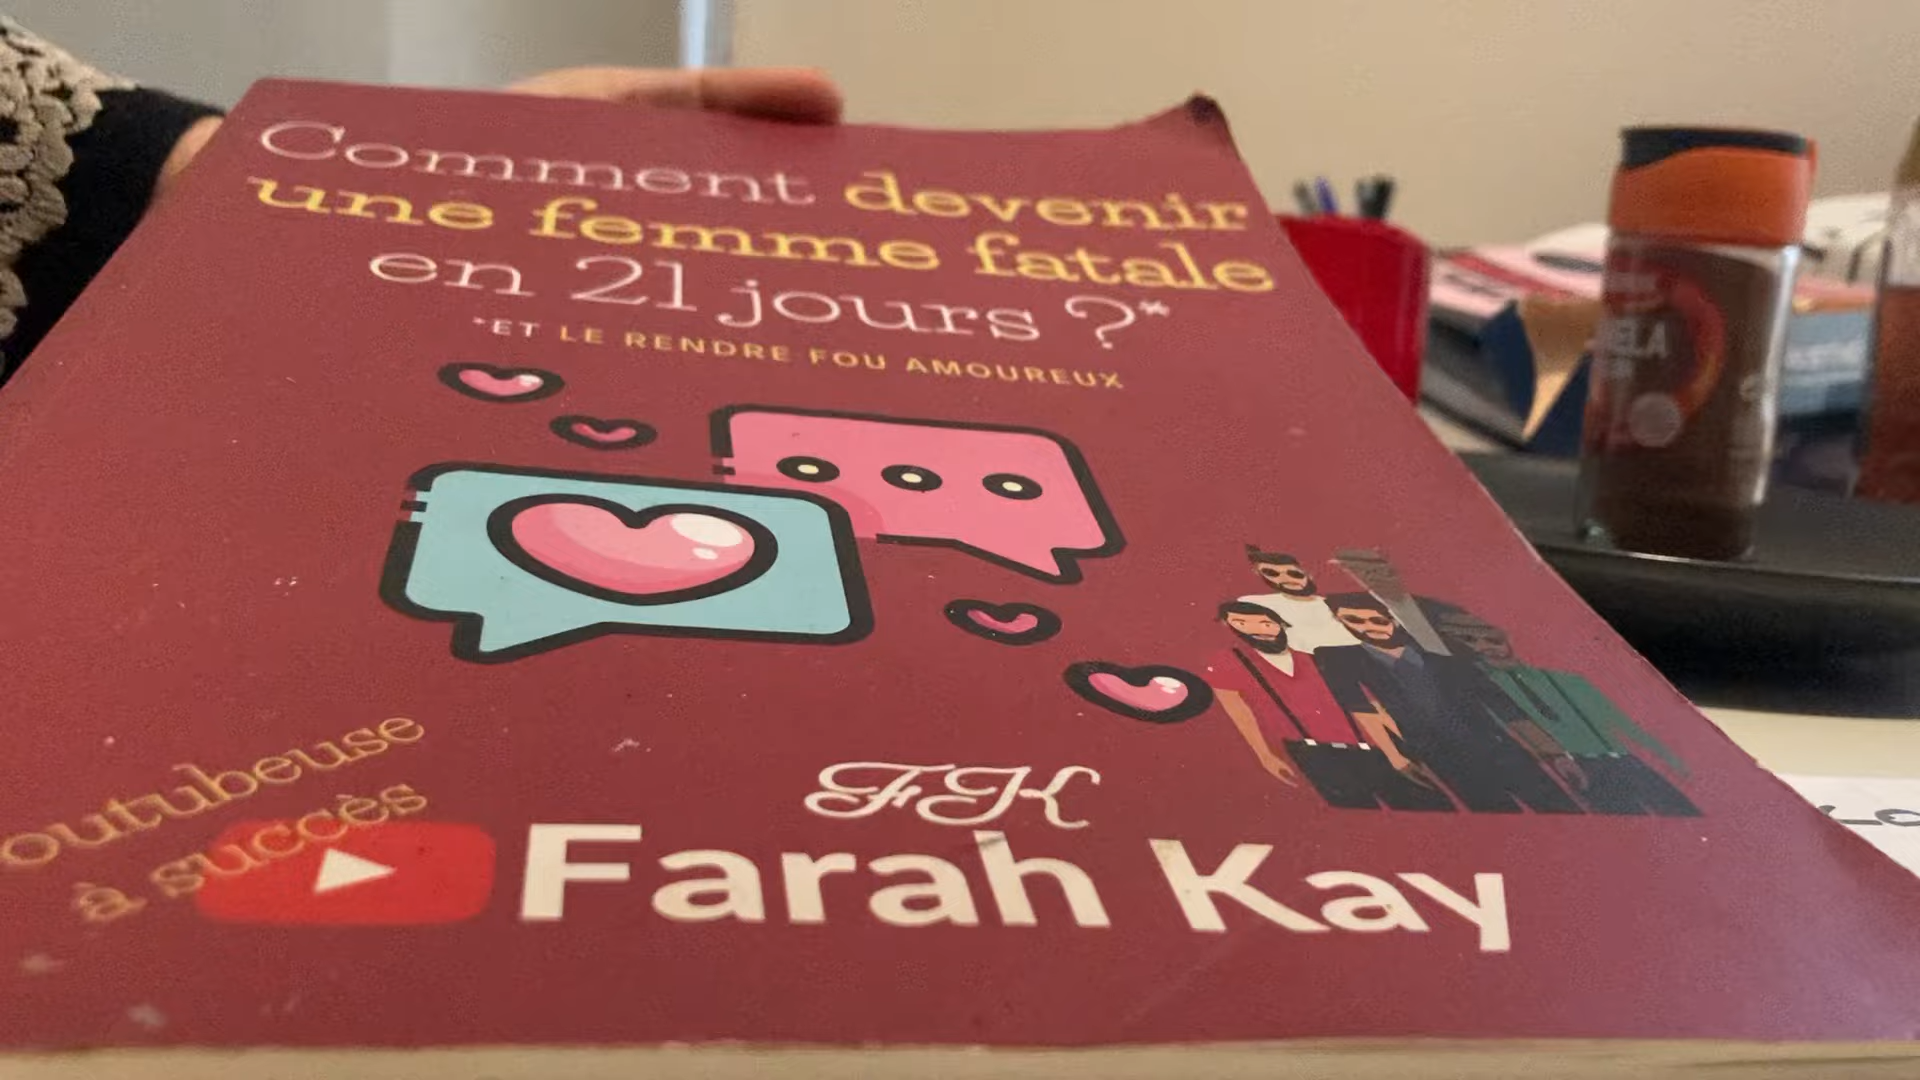 Comment devenir
une femme fatale
en 21 jours ?*
*ET LE RENDRE FOU AMOUREUX
outubeuse
à succès
FK
Farah Kay